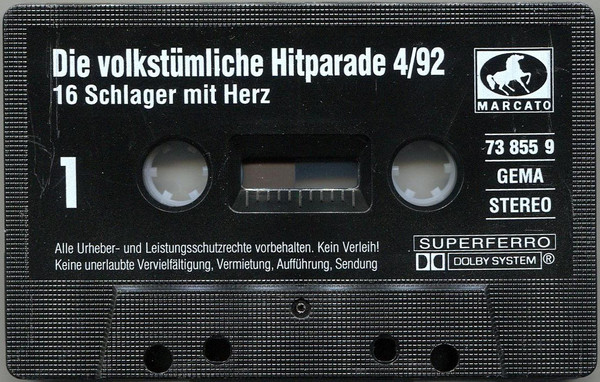 Die volkstümliche Hitparade 4/92
16 Schlager mit Herz
MARCATO
1
73 855 9
GEMA
STEREO
Alle Urheber- und Leistungsschutzrechte vorbehalten. Kein Verleih!
Keine unerlaubte Vervielfältigung, Vermietung, Aufführung, Sendung
SUPERFERRO
DOLBY SYSTEM ®